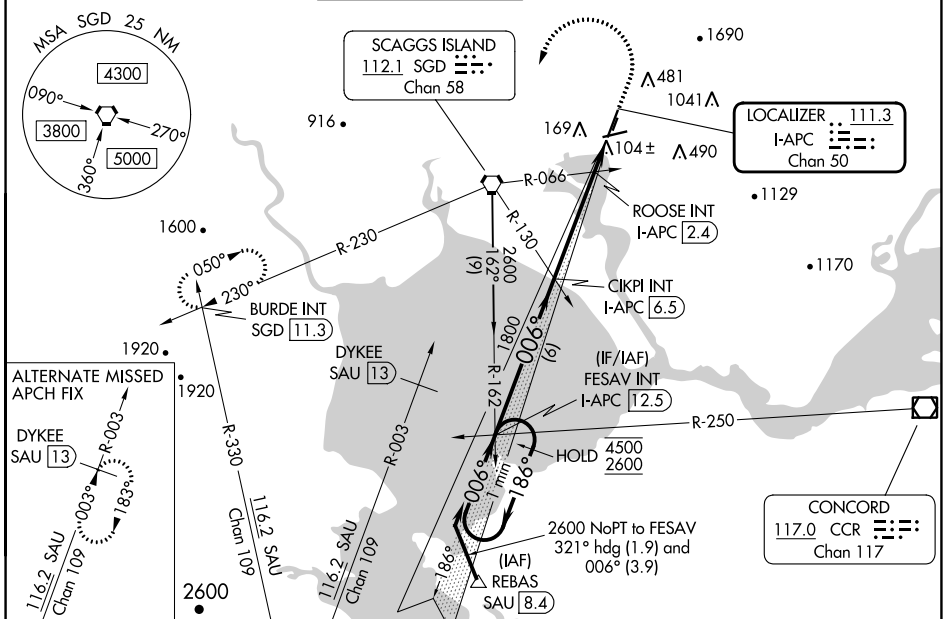 MSA SGD 25 NM
4300
090°
270°
3800
5000
360°
SCAGGS ISLAND
112.1 SGD
Chan 58
1690
481
1041
916
169
104±
490
LOCALIZER 111.3
I-APC
Chan 50
R-066
ROOSE INT
I-APC 2.4
1129
R-230
R-130
1600
2600
162°
(9)
1170
050°
230°
CIKPI INT
I-APC 6.5
BURDE INT
SGD 11.3
1800
006°
(6)
DYKEE
SAU 13
(IF/IAF)
FESAV INT
I-APC 12.5
1920
1920
R-162
ALTERNATE MISSED
APCH FIX
DYKEE
SAU 13
R-003
003°
183°
116.2 SAU
Chan 109
R-330
116.2 SAU
Chan 109
R-003
116.2 SAU
Chan 109
R-250
HOLD 4500
2600
006°
1 min
186°
186°
CONCORD
117.0 CCR
Chan 117
2600 NoPT to FESAV
321° hdg (1.9) and
006° (3.9)
(IAF)
REBAS
SAU 8.4
2600